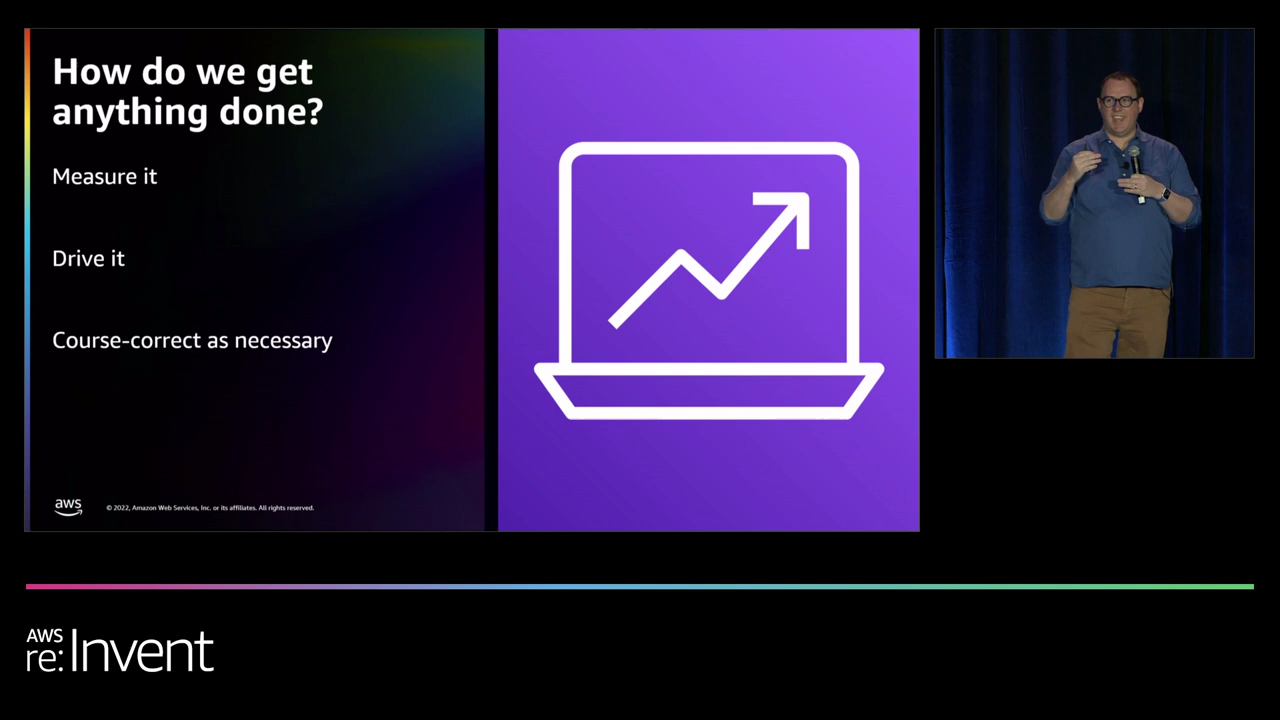 How do we get
anything done?
Measure it
Drive it
Course-correct as necessary
aws
© 2022, Amazon Web Services, Inc. or its affiliates. All rights reserved.
AWS
re:Invent